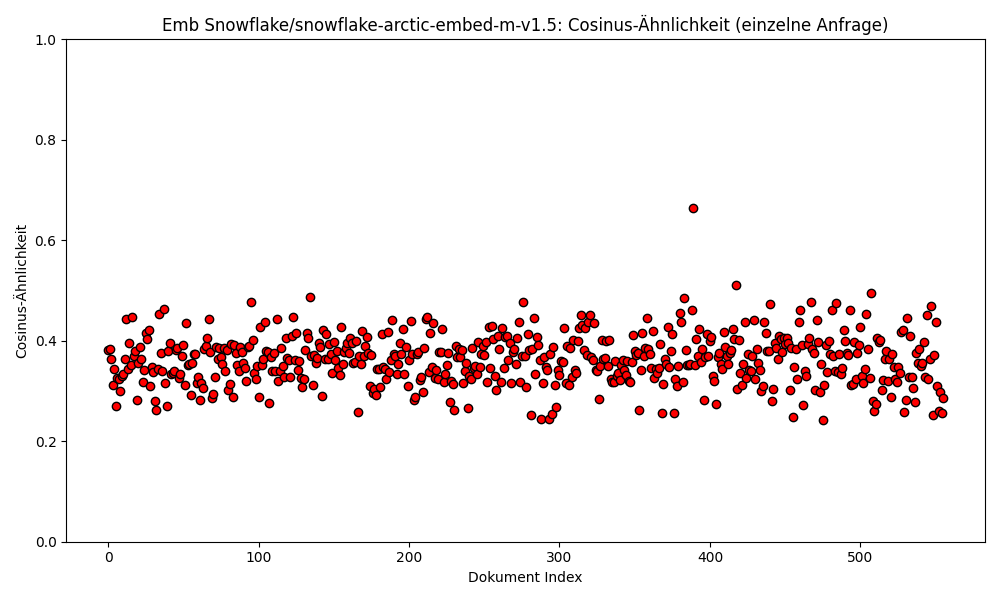 Emb Snowflake/snowflake-arctic-embed-m-v1.5: Cosinus-Ähnlichkeit (einzelne Anfrage)
1.0
0.8
0.6
0.4
0.2
0.0
Cosinus-Ähnlichkeit
0 100 200 300 400 500
Dokument Index